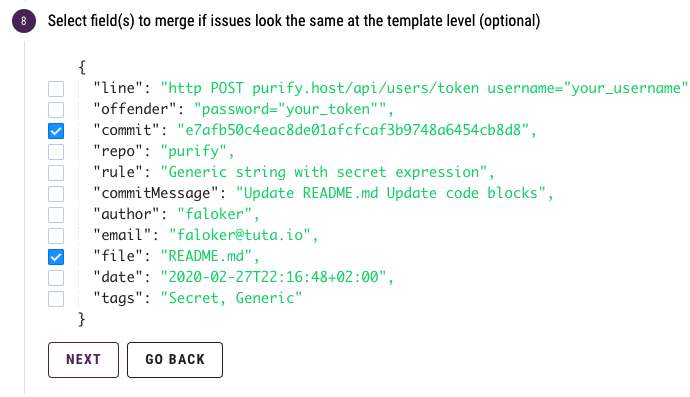 8 Select field(s) to merge if issues look the same at the template level (optional)
{
"line": "http POST purify.host/api/users/token username="your_username"
"offender": "password="your_token"",
"commit": "e7afb50c4eac8de01afcfcaf3b9748a6454cb8d8",
"repo": "purify",
"rule": "Generic string with secret expression",
"commitMessage": "Update README.md Update code blocks",
"author": "faloker",
"email": "faloker@tuta.io",
"file": "README.md",
"date": "2020-02-27T22:16:48+02:00",
"tags": "Secret, Generic"
}
NEXT GO BACK